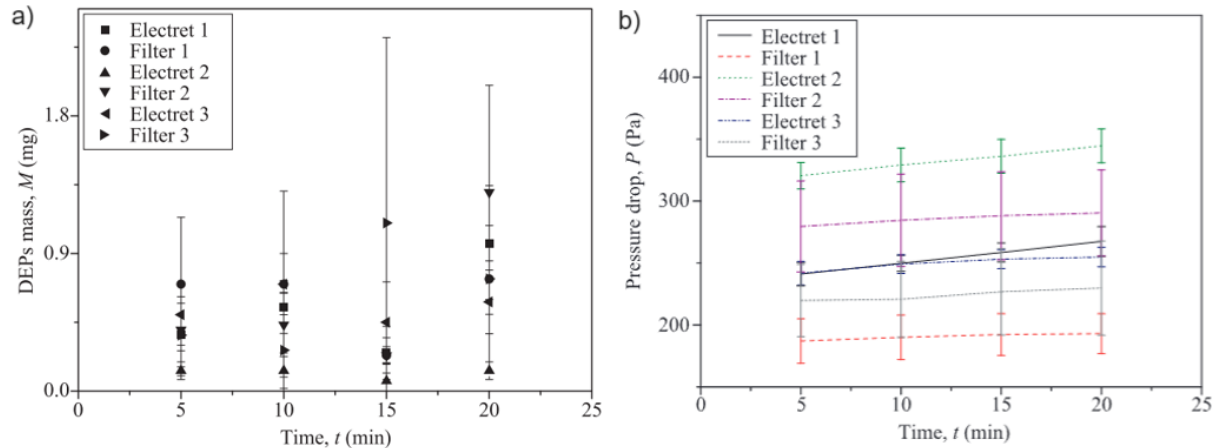 a)
Electret 1
Filter 1
Electret 2
Filter 2
Electret 3
Filter 3
1.8
0.9
0.0
DEPs mass, M (mg)
0 5 10 15 20 25
Time, t (min)
b)
Electret 1
Filter 1
Electret 2
Filter 2
Electret 3
Filter 3
400
300
200
Pressure drop, P (Pa)
0 5 10 15 20 25
Time, t (min)